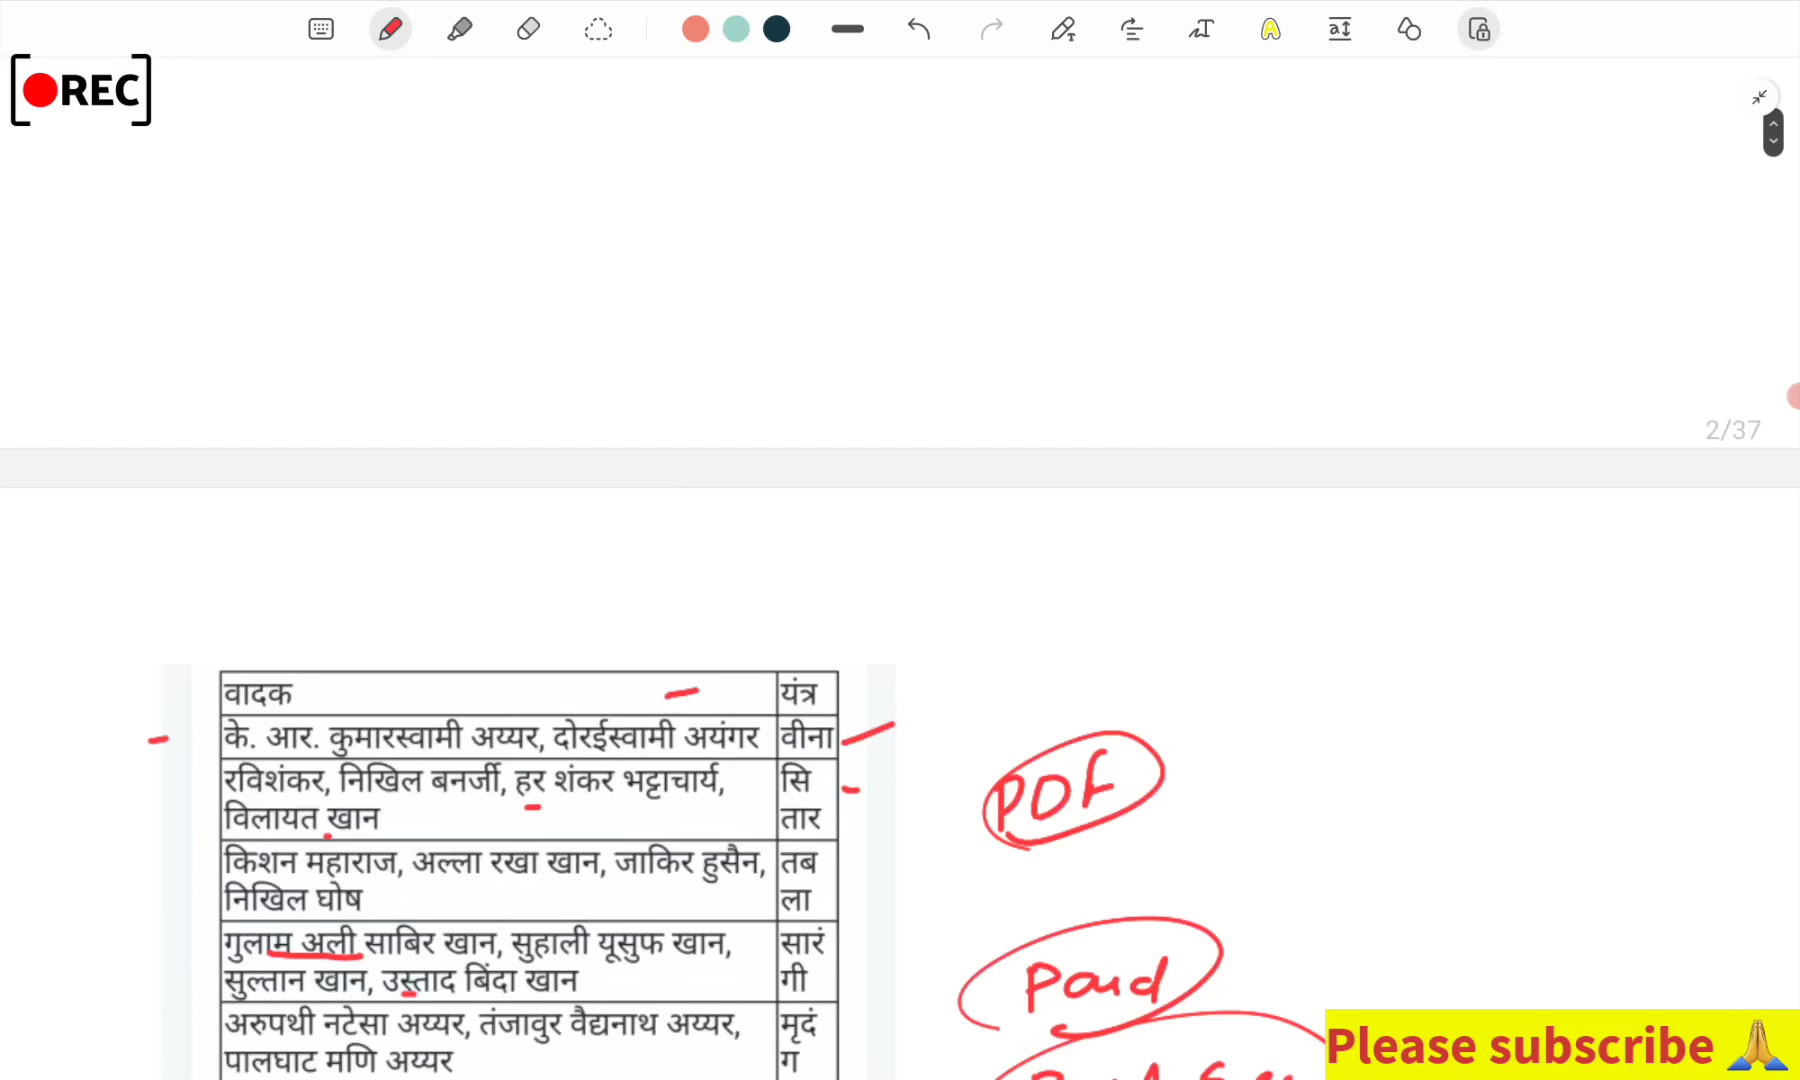 REC
2/37
वादक यंत्र
के. आर. कुमारस्वामी अय्यर, दोरईस्वामी अयंगर वीना
रविशंकर, निखिल बनर्जी, हर शंकर भट्टाचार्य, सि
विलायत खान तार
किशन महाराज, अल्ला रखा खान, जाकिर हुसैन, तब
निखिल घोष ला
गुलाम अली साबिर खान, सुहाली यूसुफ खान, सारं
सुल्तान खान, उस्ताद बिंदा खान गी
अरुपथी नटेसा अय्यर, तंजावुर वैद्यनाथ अय्यर, मृदं
पालघाट मणि अय्यर ग
PDF
Paid
Please subscribe 🙏